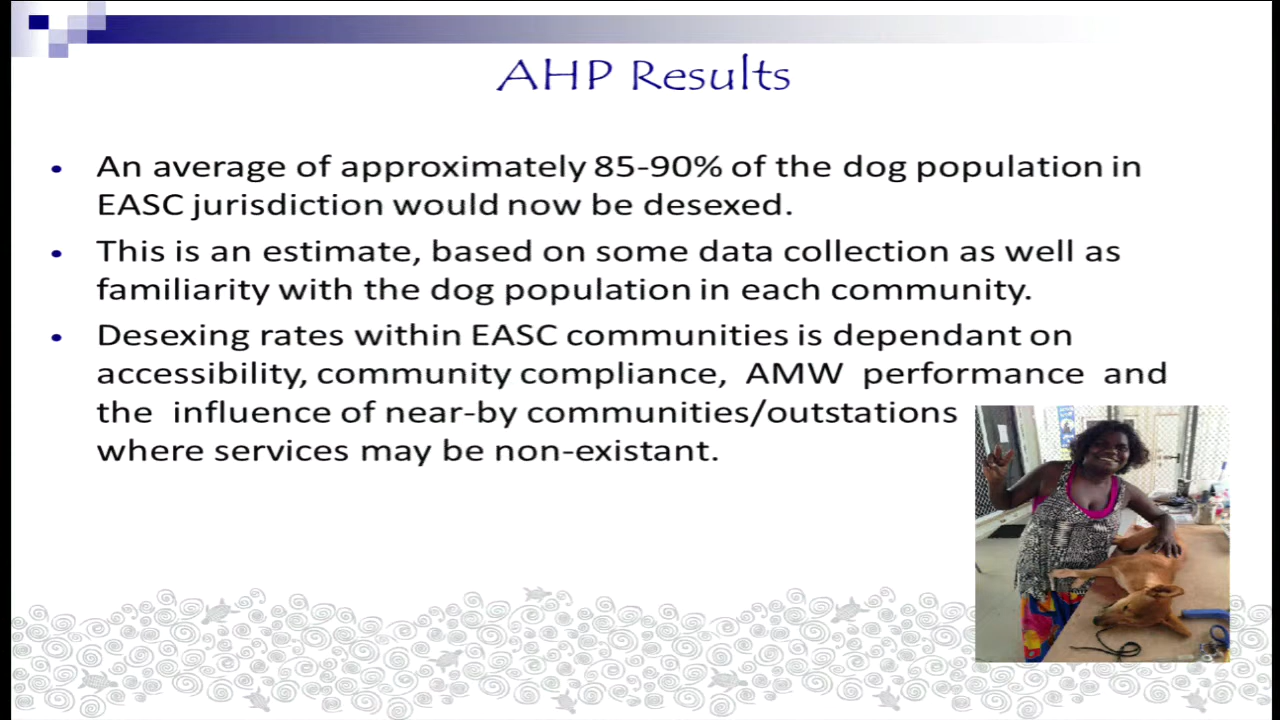 AHP Results
• An average of approximately 85-90% of the dog population in
EASC jurisdiction would now be desexed.
• This is an estimate, based on some data collection as well as
familiarity with the dog population in each community.
• Desexing rates within EASC communities is dependant on
accessibility, community compliance, AMW performance and
the influence of near-by communities/outstations
where services may be non-existant.